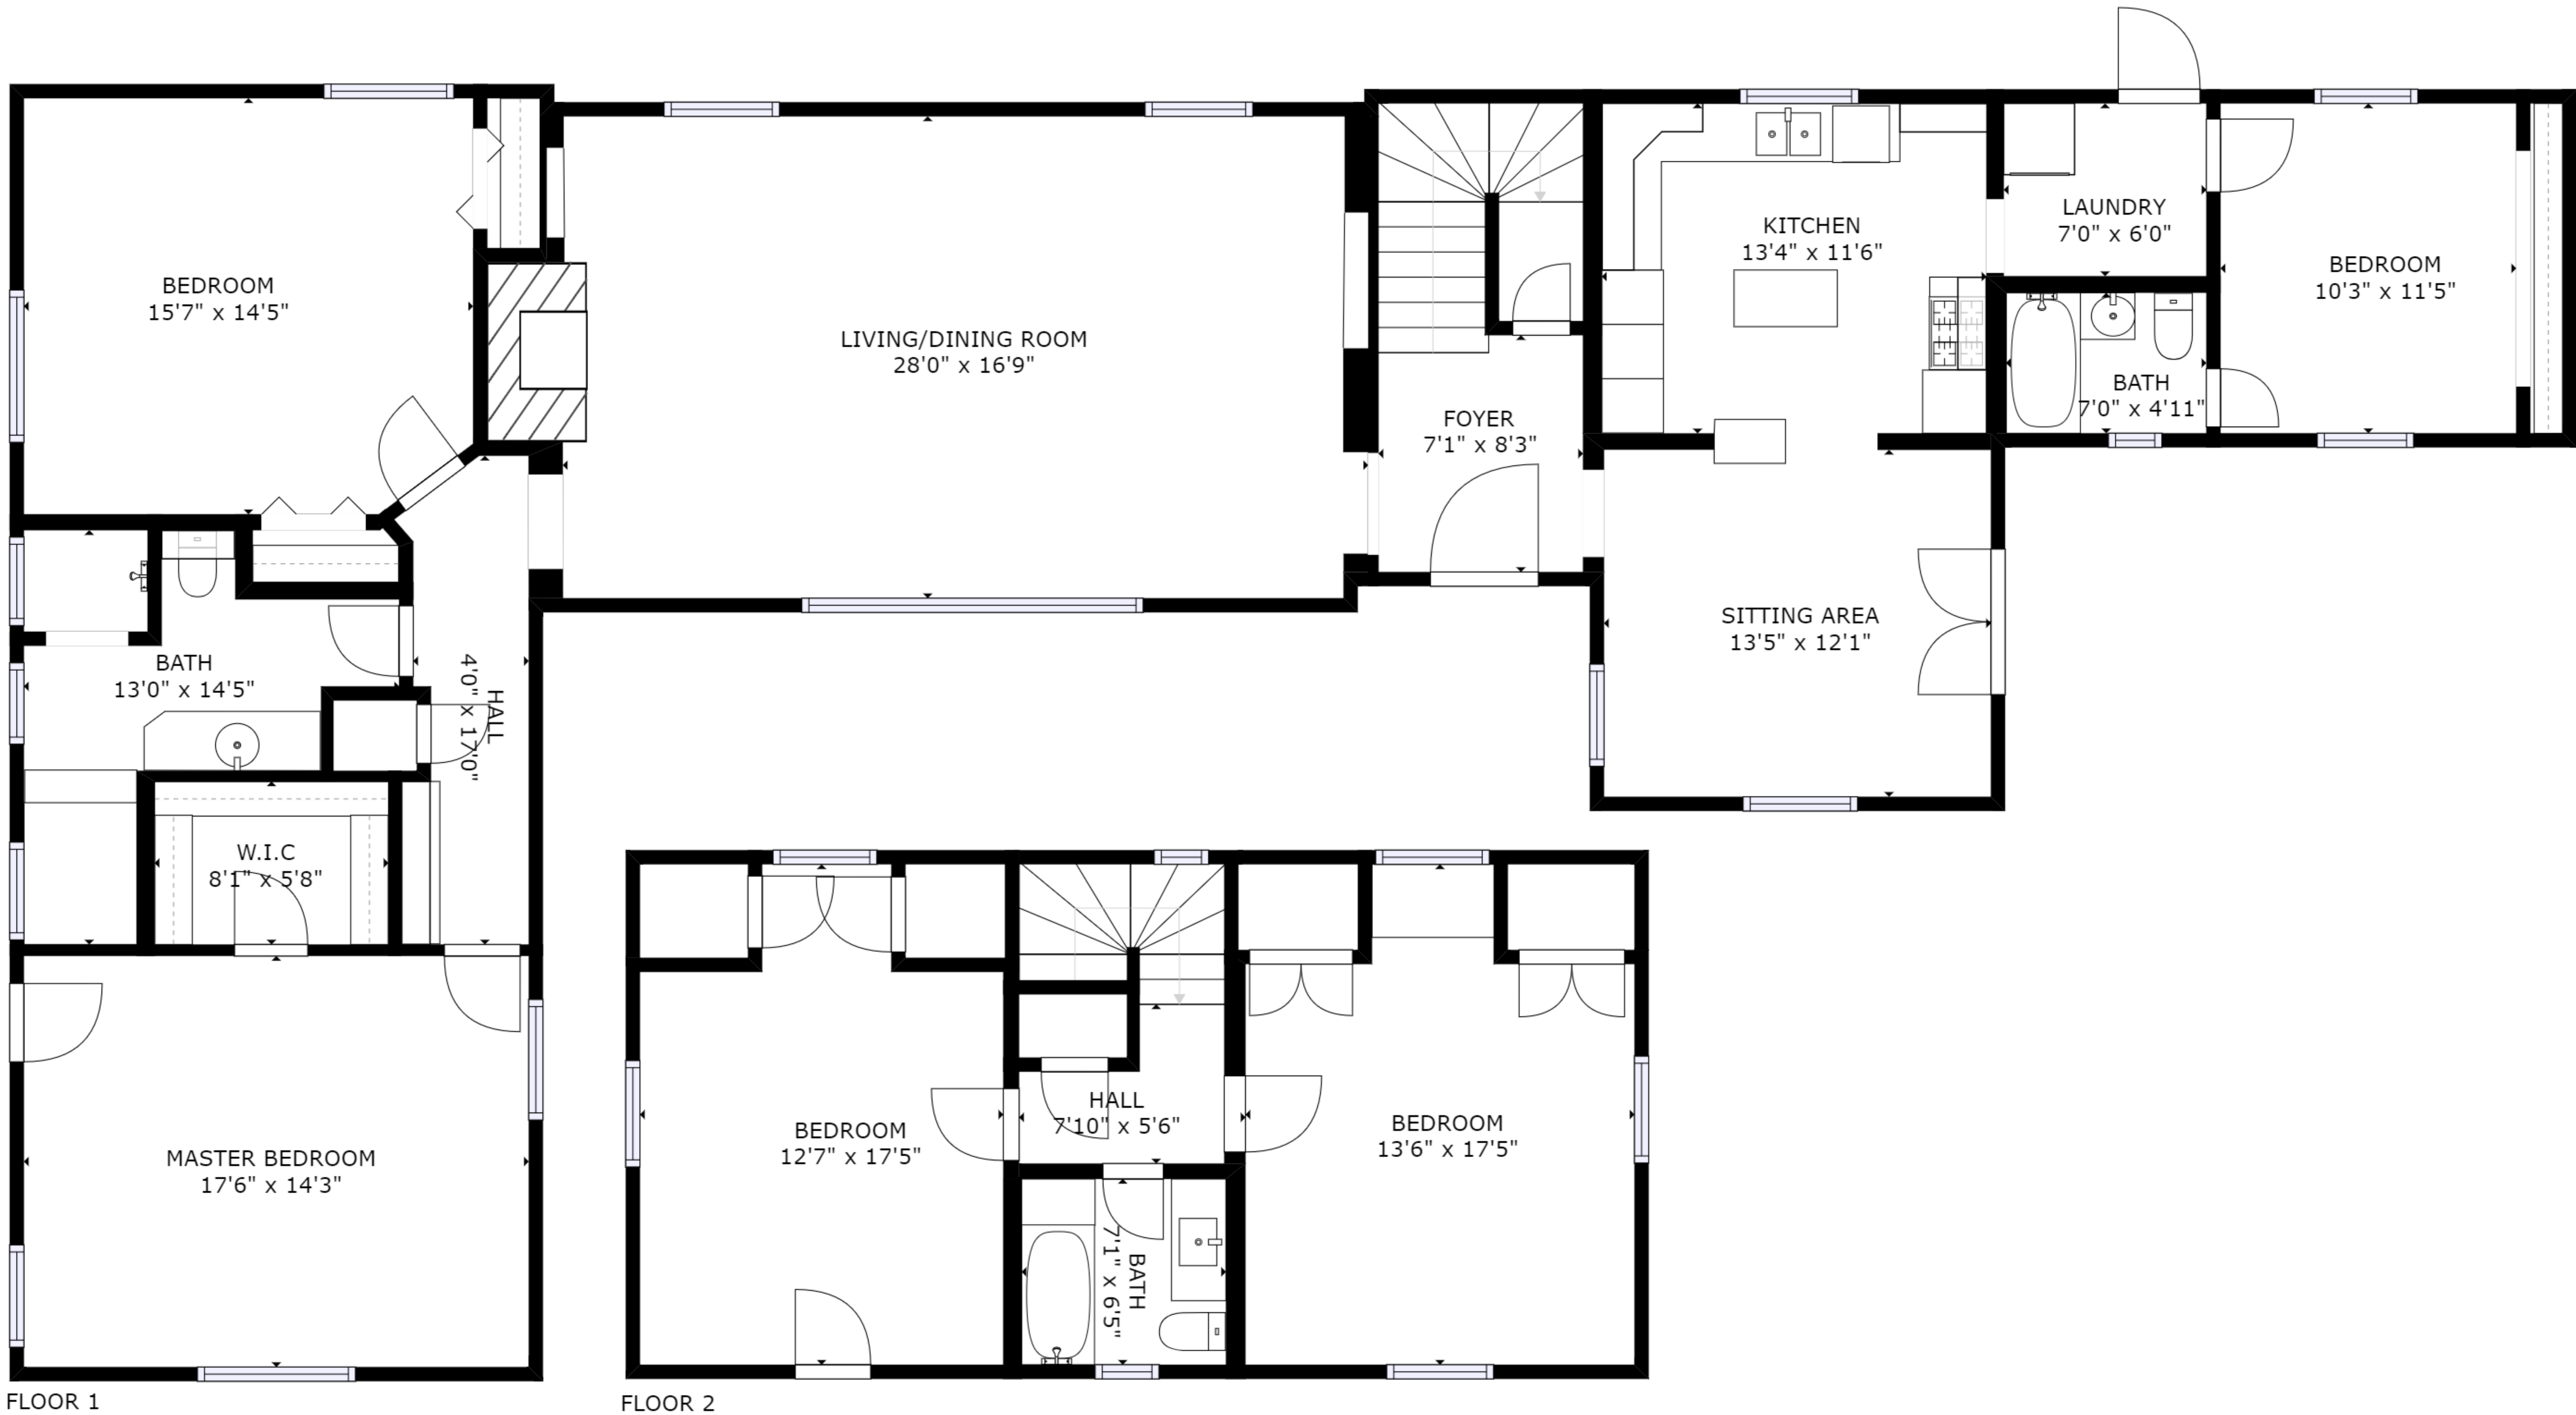 BEDROOM
15'7" x 14'5"
LIVING/DINING ROOM
28'0" x 16'9"
FOYER
7'1" x 8'3"
KITCHEN
13'4" x 11'6"
LAUNDRY
7'0" x 6'0"
BATH
7'0" x 4'11"
BEDROOM
10'3" x 11'5"
SITTING AREA
13'5" x 12'1"
BATH
13'0" x 14'5"
HALL
4'0" x 17'0"
W.I.C
8'1" x 5'8"
MASTER BEDROOM
17'6" x 14'3"
FLOOR 1
BEDROOM
12'7" x 17'5"
HALL
7'10" x 5'6"
BATH
7'1" x 6'5"
BEDROOM
13'6" x 17'5"
FLOOR 2